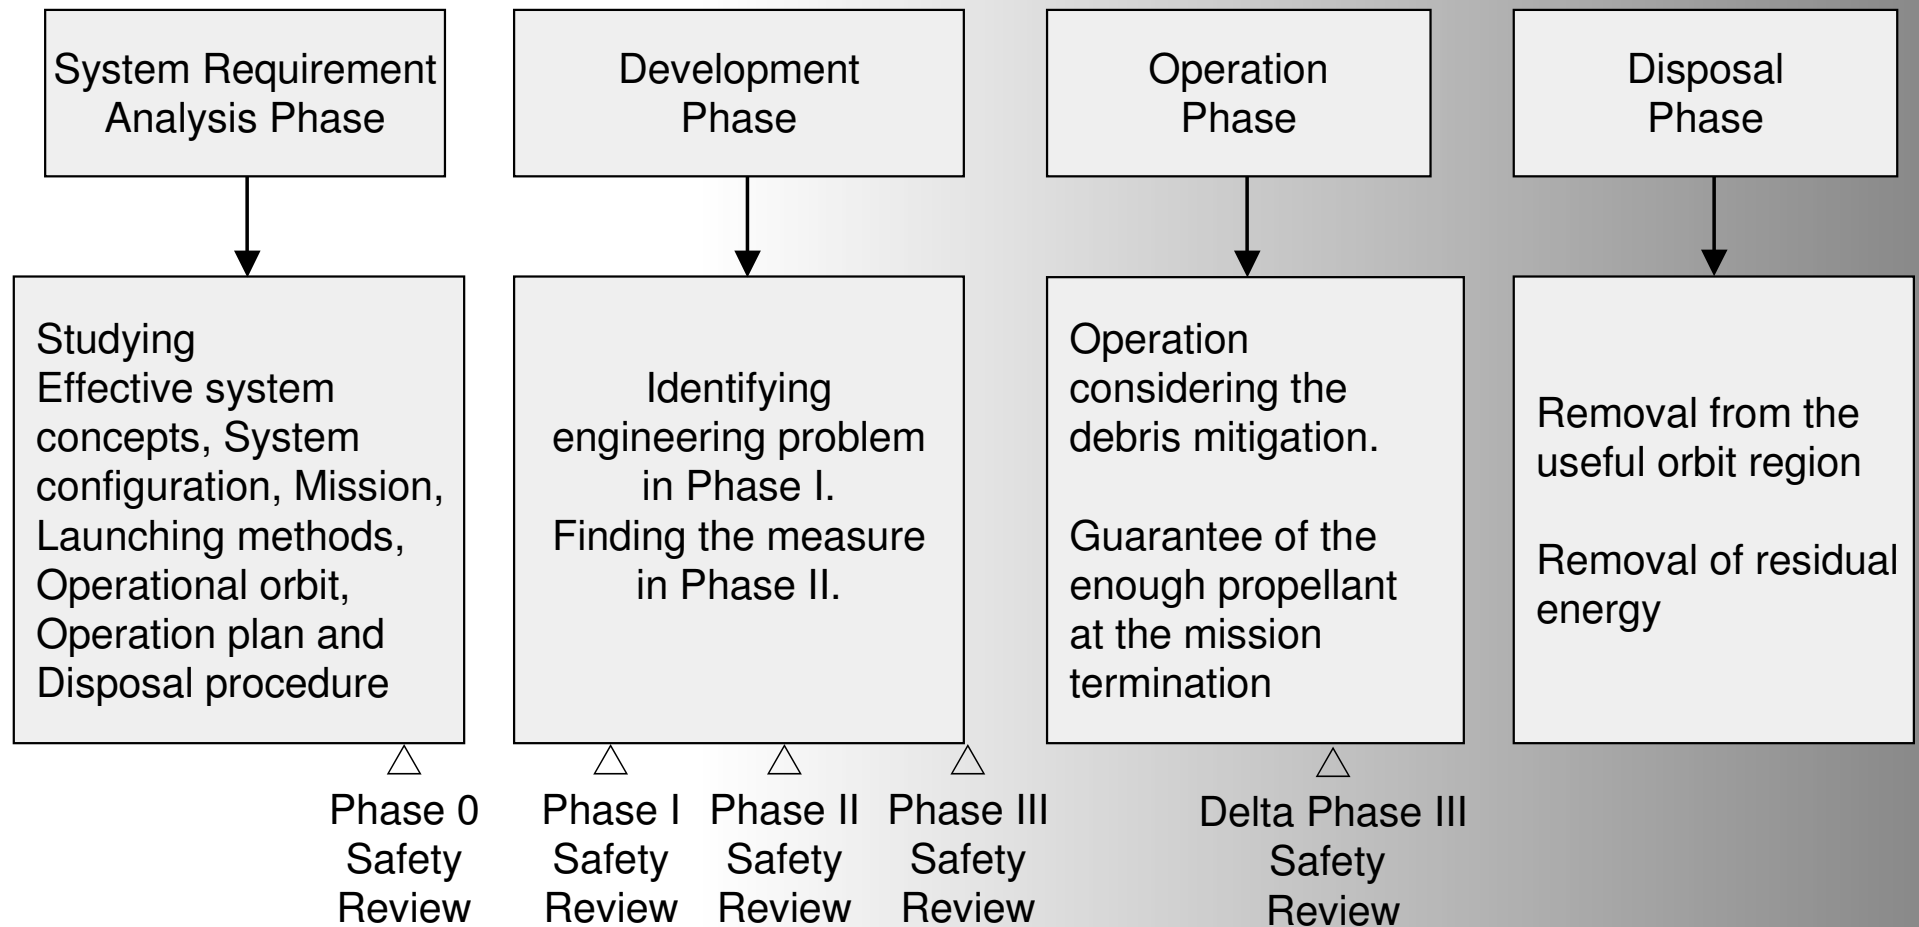 System Requirement
Analysis Phase
Development
Phase
Operation
Phase
Disposal
Phase
Studying
Effective system
concepts, System
configuration, Mission,
Launching methods,
Operational orbit,
Operation plan and
Disposal procedure
Identifying
engineering problem
in Phase I.
Finding the measure
in Phase II.
Operation
considering the
debris mitigation.
Guarantee of the
enough propellant
at the mission
termination
Removal from the
useful orbit region
Removal of residual
energy
Phase 0
Safety
Review
Phase I
Safety
Review
Phase II
Safety
Review
Phase III
Safety
Review
Delta Phase III
Safety
Review